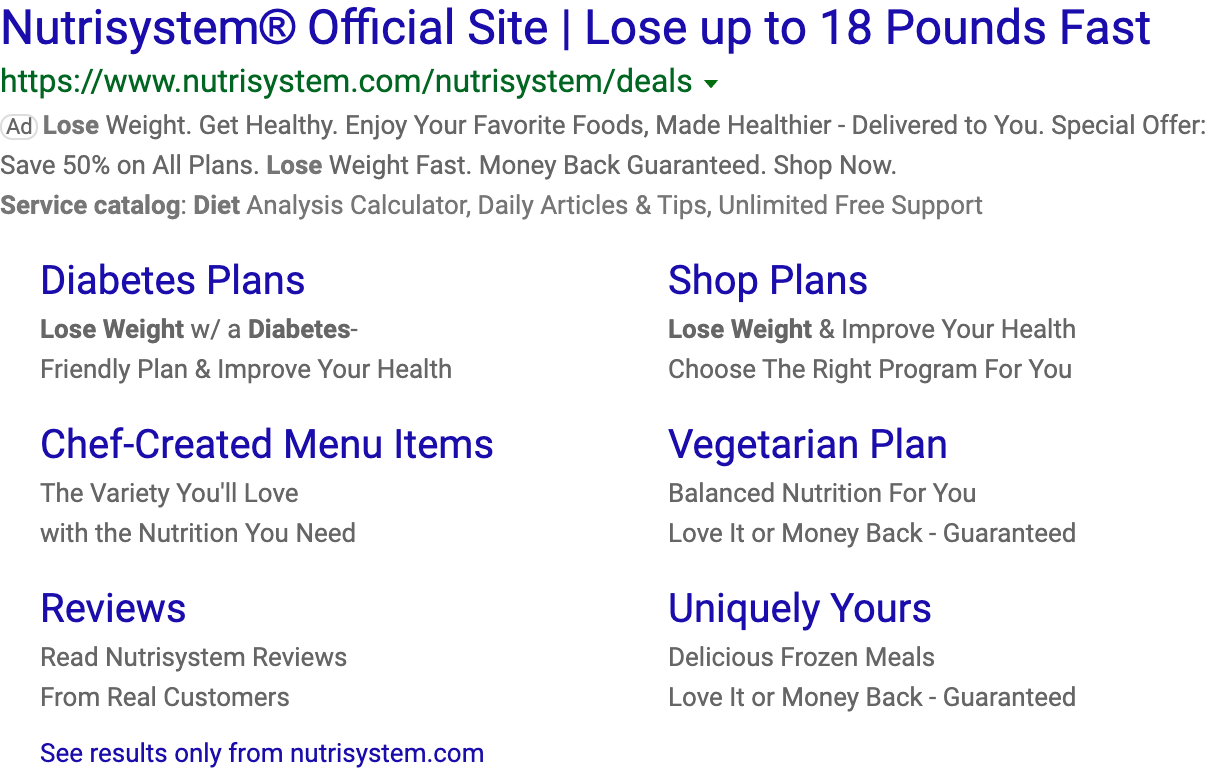 Nutrisystem® Official Site | Lose up to 18 Pounds Fast
https://www.nutrisystem.com/nutrisystem/deals
Ad Lose Weight. Get Healthy. Enjoy Your Favorite Foods, Made Healthier - Delivered to You. Special Offer:
Save 50% on All Plans. Lose Weight Fast. Money Back Guaranteed. Shop Now.
Service catalog: Diet Analysis Calculator, Daily Articles & Tips, Unlimited Free Support
Diabetes Plans
Lose Weight w/ a Diabetes-
Friendly Plan & Improve Your Health
Shop Plans
Lose Weight & Improve Your Health
Choose The Right Program For You
Chef-Created Menu Items
The Variety You'll Love
with the Nutrition You Need
Vegetarian Plan
Balanced Nutrition For You
Love It or Money Back - Guaranteed
Reviews
Read Nutrisystem Reviews
From Real Customers
Uniquely Yours
Delicious Frozen Meals
Love It or Money Back - Guaranteed
See results only from nutrisystem.com